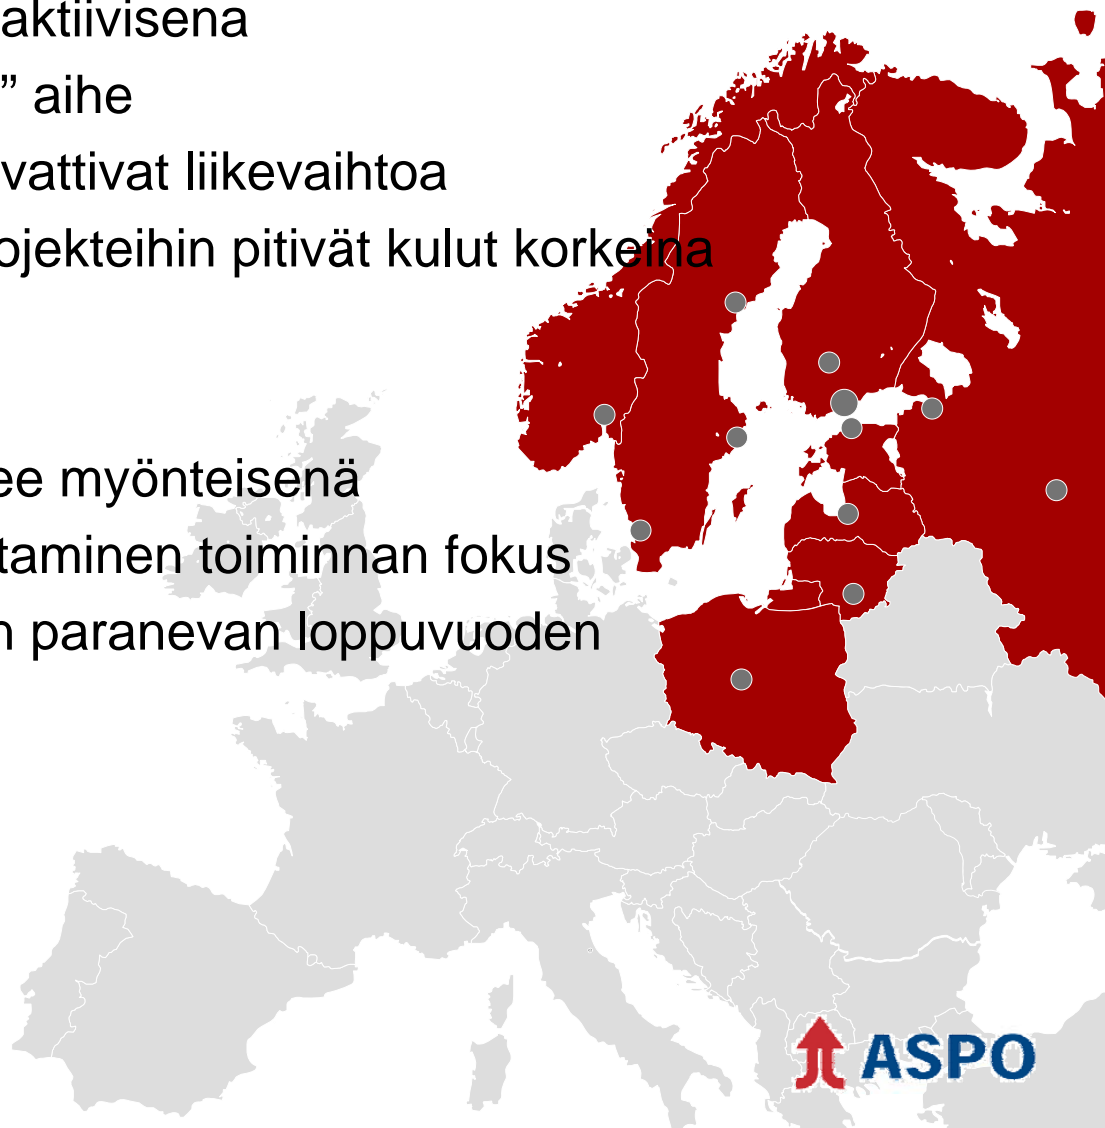 aktiivisena
” aihe
vattivat liikevaihtoa
ojekteihin pitivät kulut korkeina
ee myönteisenä
taminen toiminnan fokus
n paranevan loppuvuoden
ASPO